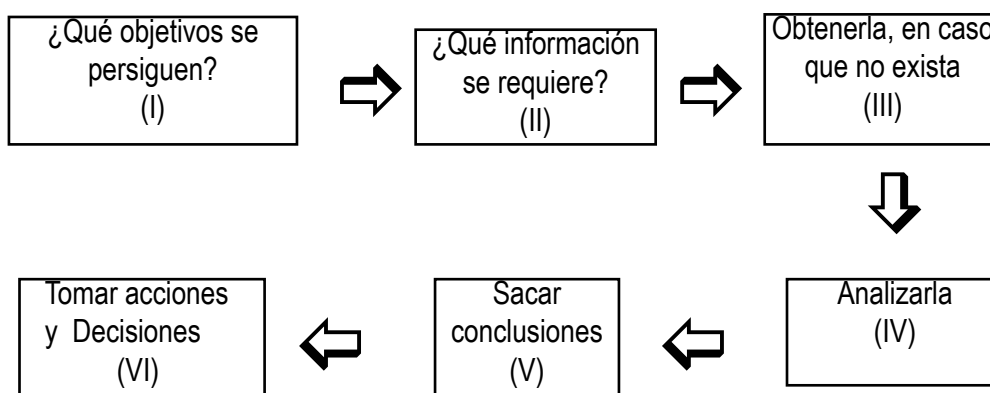 ¿Qué objetivos se
persiguen?
(I)
¿Qué información
se requiere?
(II)
Obtenerla, en caso
que no exista
(III)
Tomar acciones
y Decisiones
(VI)
Sacar
conclusiones
(V)
Analizarla
(IV)